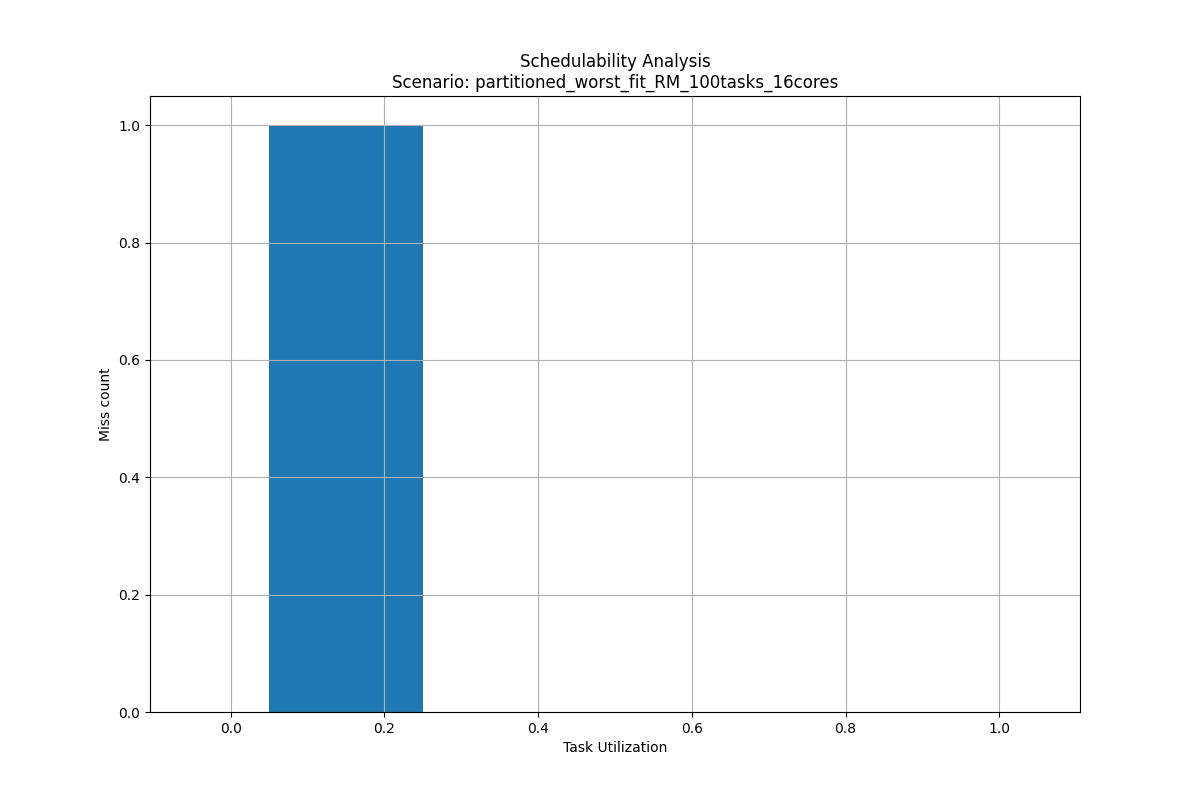 Schedulability Analysis
Scenario: partitioned_worst_fit_RM_100tasks_16cores
1.0
0.8
0.6
0.4
0.2
0.0
Miss count
0.0 0.2 0.4 0.6 0.8 1.0
Task Utilization